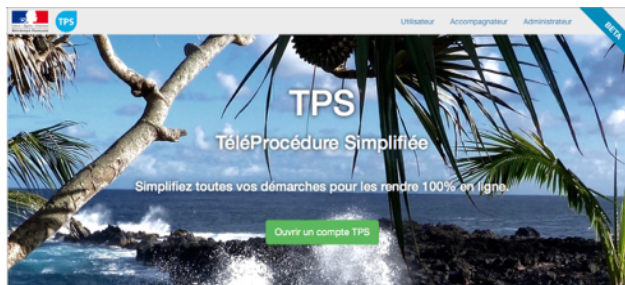 TPS
Utilisateur
Accompagnateur
Administrateur
BETA
TPS
TéléProcédure Simplifiée
Simplifiez toutes vos démarches pour les rendre 100% en ligne.
Ouvrir un compte TPS